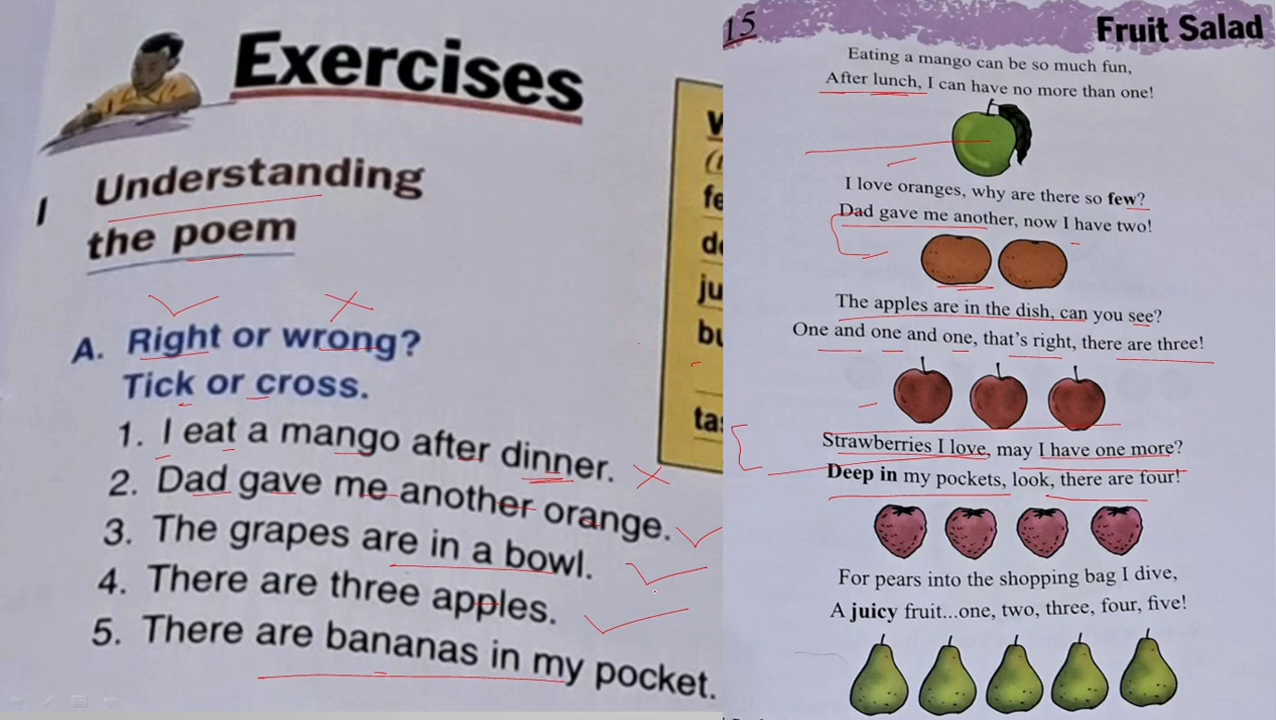 Exercises
I Understanding
the poem
A. Right or wrong?
Tick or cross.
1. I eat a mango after dinner.
2. Dad gave me another orange.
3. The grapes are in a bowl.
4. There are three apples.
5. There are bananas in my pocket.
15
Fruit Salad
Eating a mango can be so much fun,
After lunch, I can have no more than one!
I love oranges, why are there so few?
Dad gave me another, now I have two!
The apples are in the dish, can you see?
One and one and one, that's right, there are three!
Strawberries I love, may I have one more?
Deep in my pockets, look, there are four!
For pears into the shopping bag I dive,
A juicy fruit...one, two, three, four, five!